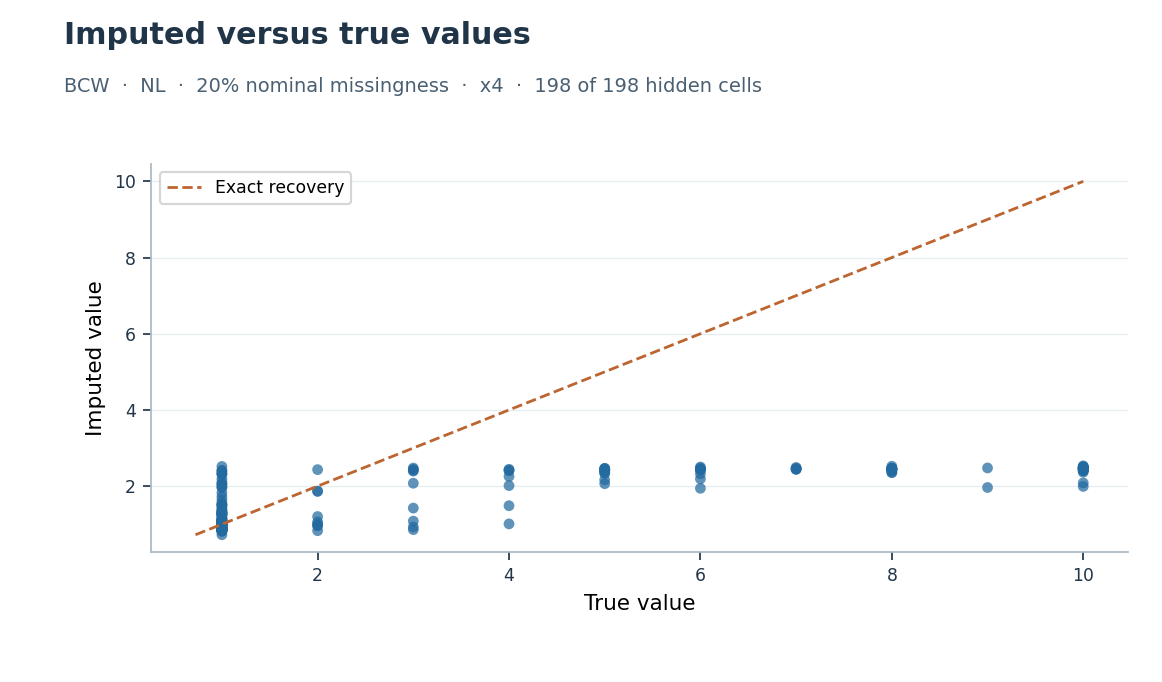 Imputed versus true values
BCW · NL · 20% nominal missingness · x4 · 198 of 198 hidden cells
Exact recovery
10
8
6
4
2
Imputed value
2 4 6 8 10
True value